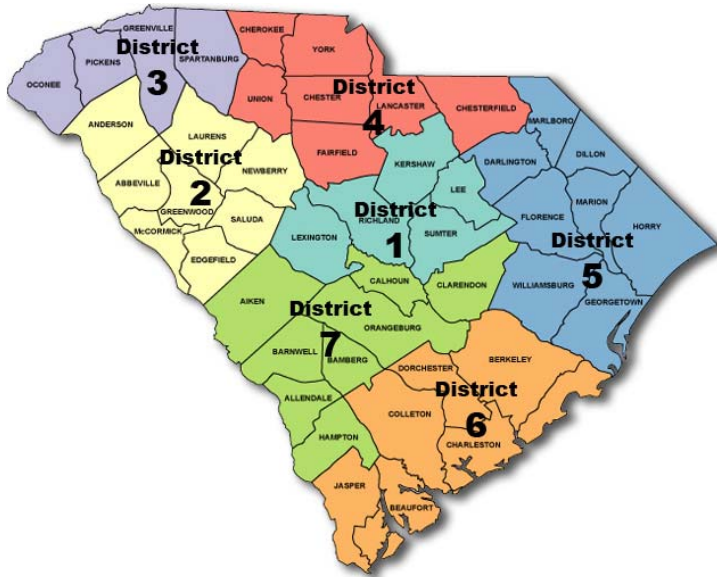 GREENVILLE
CHEROKEE
YORK
District
3
PICKENS
SPARTANBURG
OCONEE
UNION
CHESTER
District
4
LANCASTER
CHESTERFIELD
MARLBORO
ANDERSON
LAURENS
FAIRFIELD
KERSHAW
DARLINGTON
DILLON
District
2
NEWBERRY
ABBEVILLE
GREENWOOD
LEE
MARION
SALUDA
RICHLAND
District
1
SUMTER
FLORENCE
HORRY
McCORMICK
LEXINGTON
District
5
EDGEFIELD
CALHOUN
CLARENDON
WILLIAMSBURG
GEORGETOWN
AIKEN
District
7
ORANGEBURG
BARNWELL
BAMBERG
BERKELEY
DORCHESTER
District
6
ALLENDALE
COLLETON
CHARLESTON
HAMPTON
JASPER
BEAUFORT